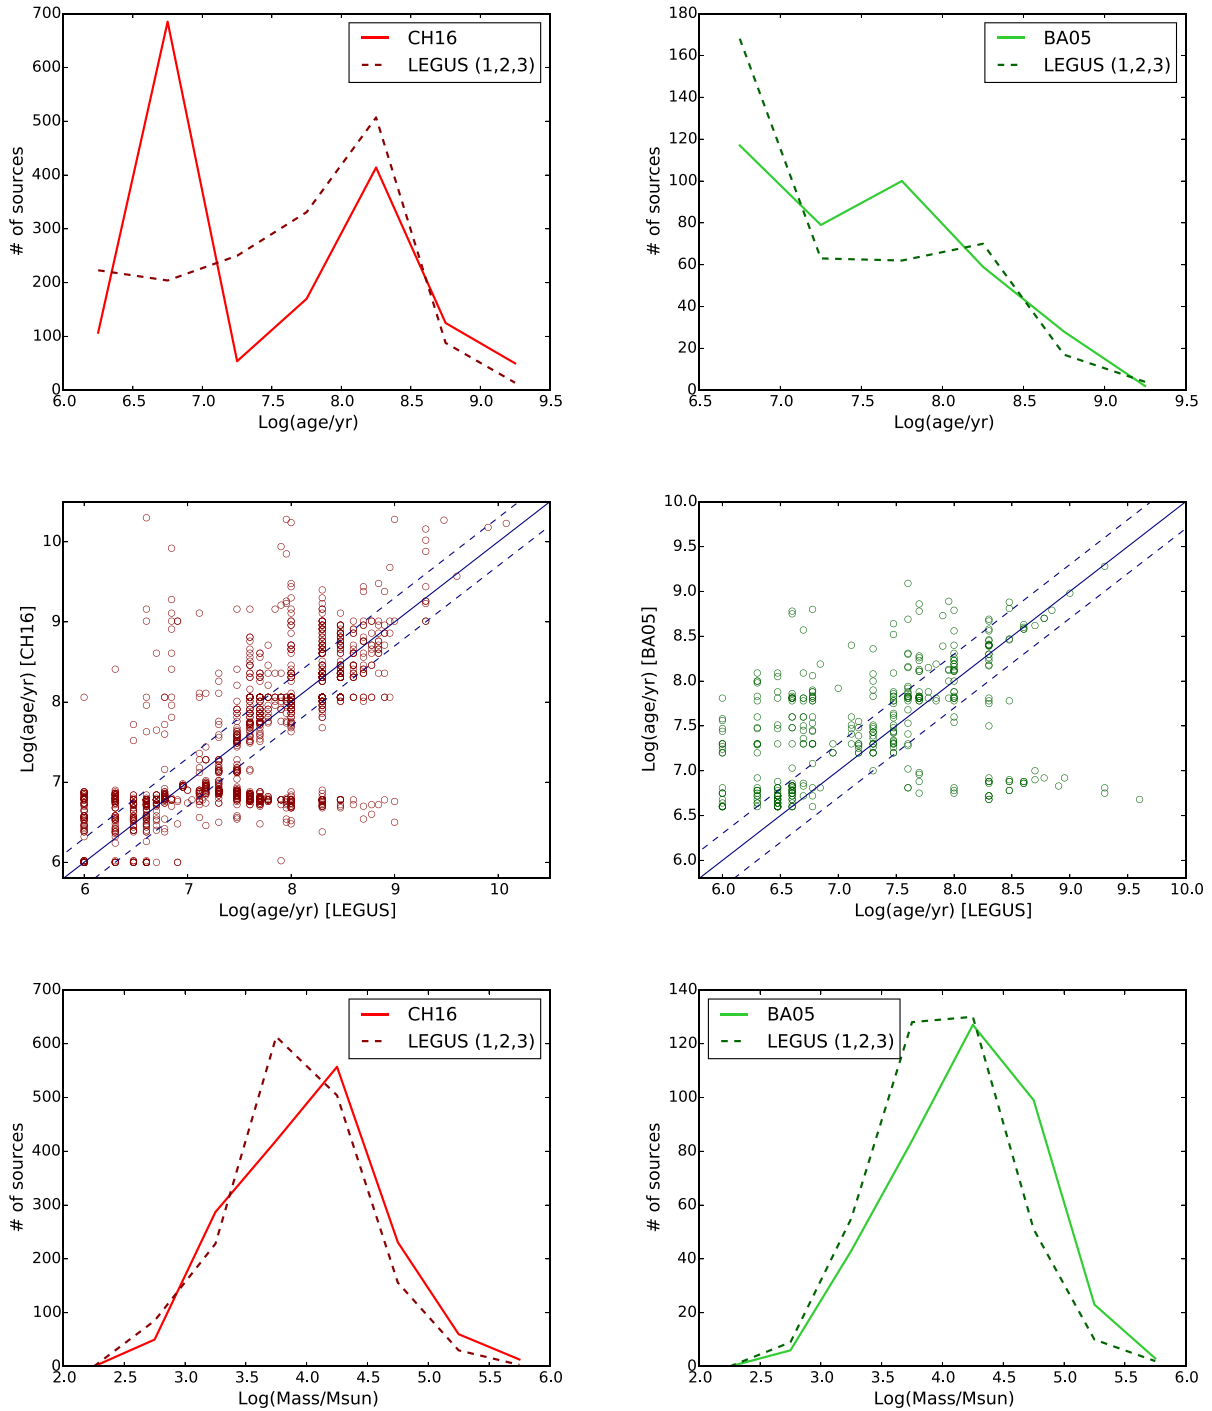 700
600
500
400
300
200
100
0
# of sources
6.0 6.5 7.0 7.5 8.0 8.5 9.0 9.5
Log(age/yr)
CH16
LEGUS (1,2,3)
180
160
140
120
100
80
60
40
20
0
# of sources
6.5 7.0 7.5 8.0 8.5 9.0 9.5
Log(age/yr)
BA05
LEGUS (1,2,3)
10
9
8
7
6
Log(age/yr) [CH16]
6 7 8 9 10
Log(age/yr) [LEGUS]
10.0
9.5
9.0
8.5
8.0
7.5
7.0
6.5
6.0
Log(age/yr) [BA05]
6.0 6.5 7.0 7.5 8.0 8.5 9.0 9.5 10.0
Log(age/yr) [LEGUS]
700
600
500
400
300
200
100
0
# of sources
2.0 2.5 3.0 3.5 4.0 4.5 5.0 5.5 6.0
Log(Mass/Msun)
CH16
LEGUS (1,2,3)
140
120
100
80
60
40
20
0
# of sources
2.0 2.5 3.0 3.5 4.0 4.5 5.0 5.5 6.0
Log(Mass/Msun)
BA05
LEGUS (1,2,3)